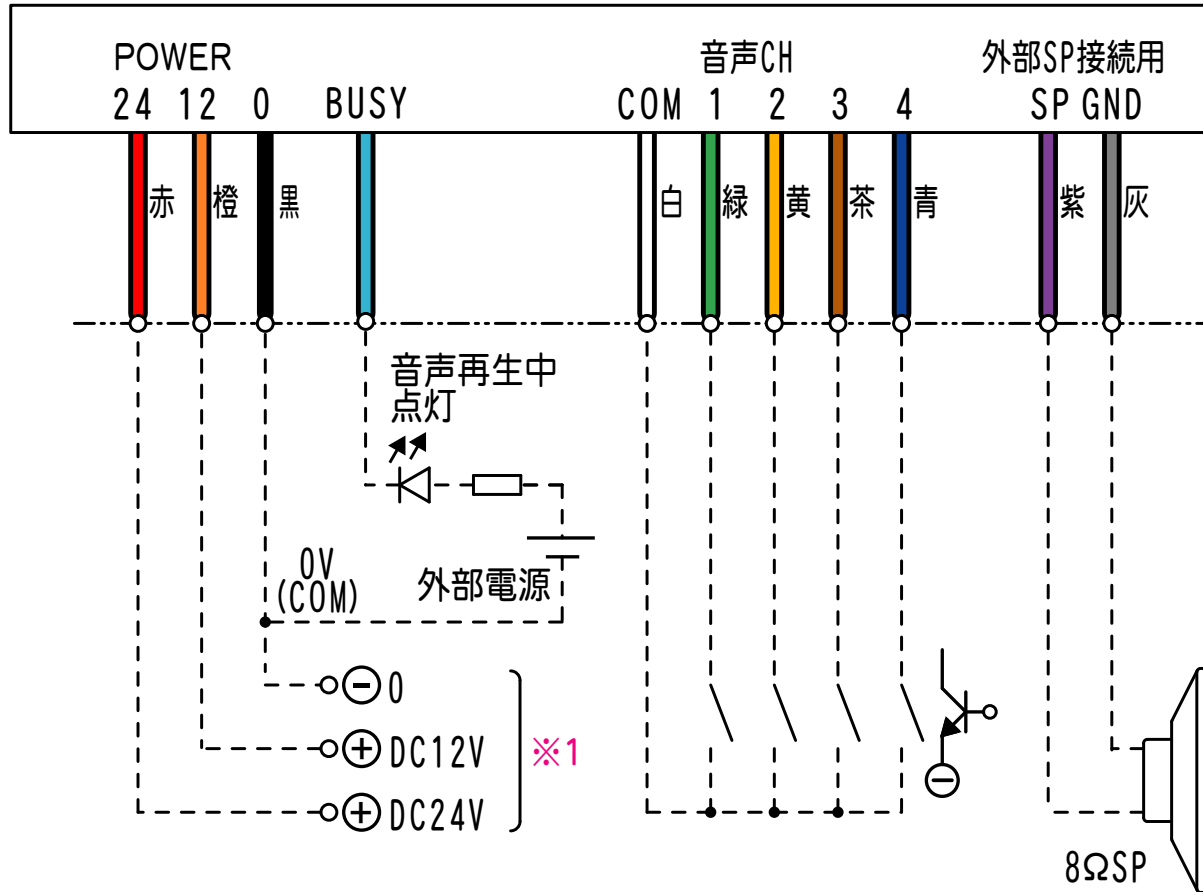 POWER 音声CH 外部SP接続用
24 12 0 BUSY COM 1 2 3 4 SP GND
赤 橙 黒 白 緑 黄 茶 青 紫 灰
音声再生中
点灯
0V
(COM)
外部電源
0
DC12V ※1
DC24V
8ΩSP